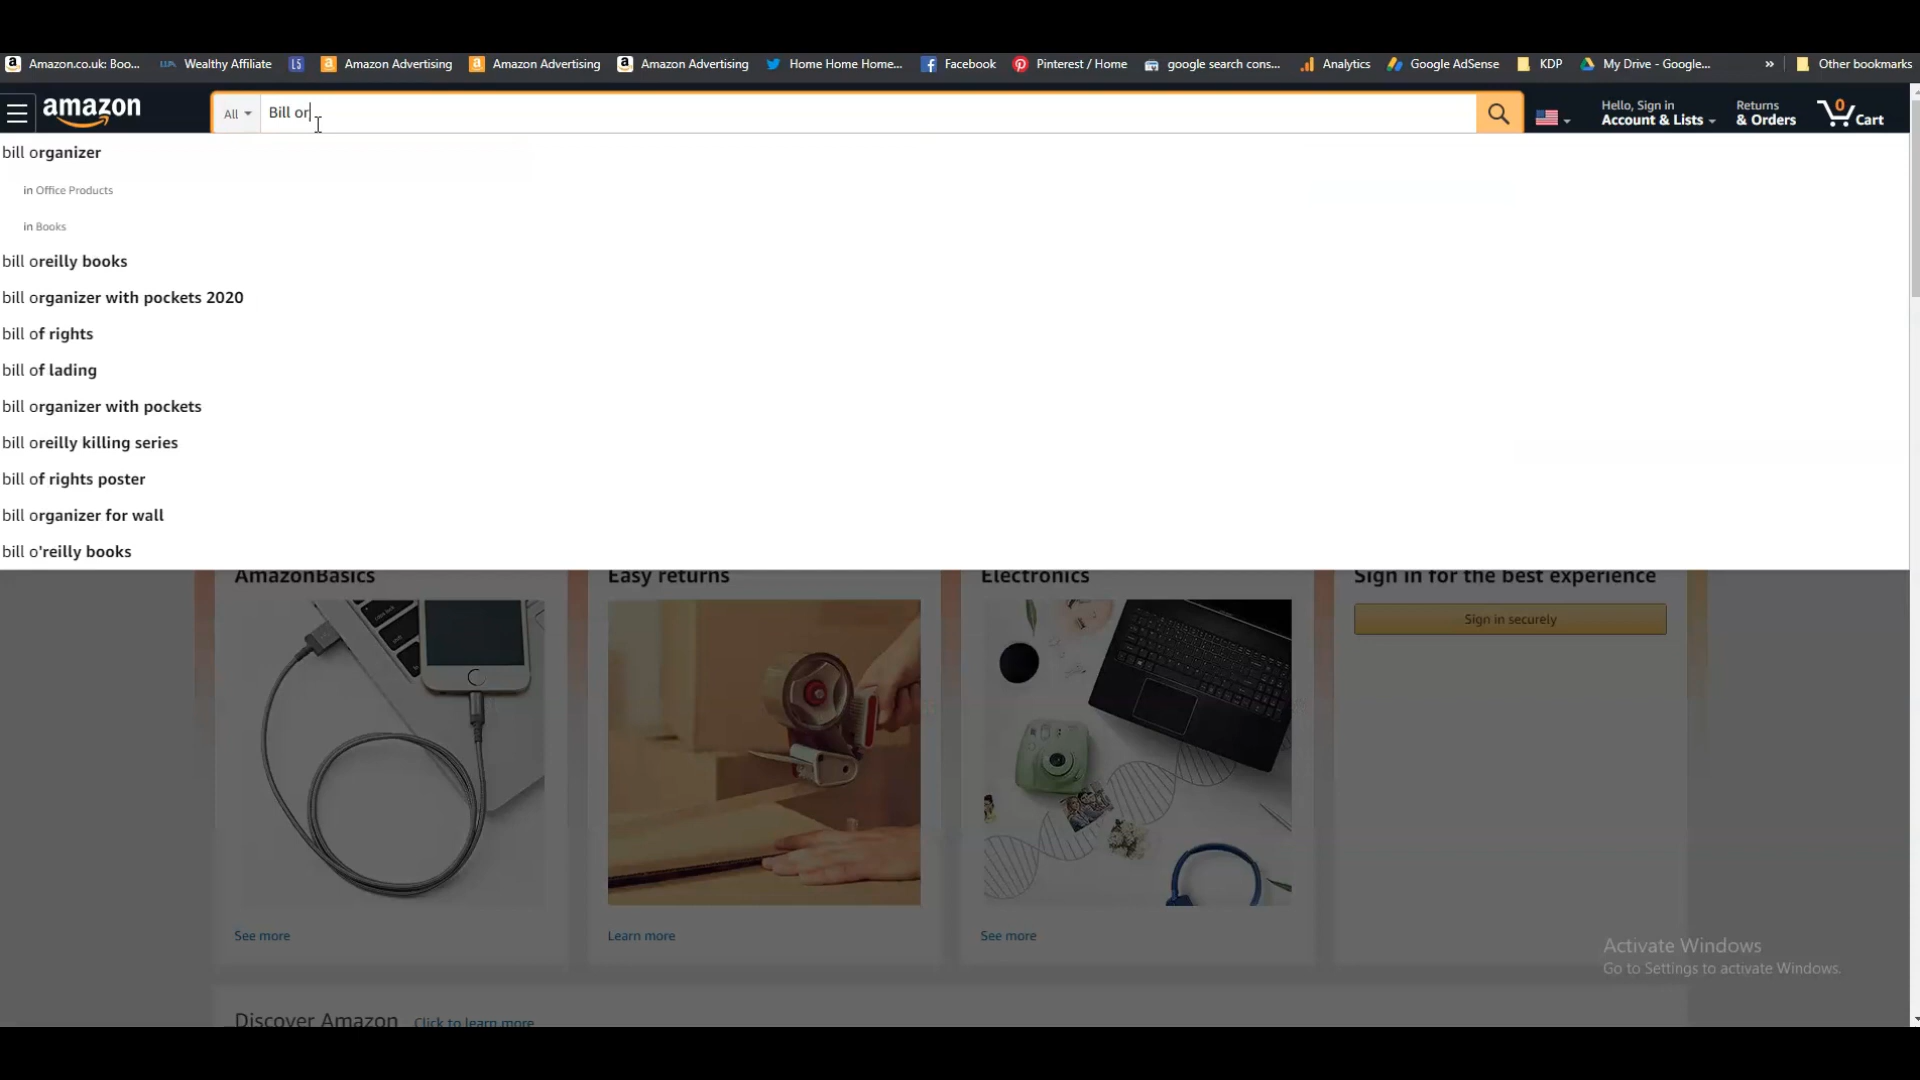 Amazon.co.uk: Boo...
Wealthy Affiliate
LS
Amazon Advertising
Amazon Advertising
Amazon Advertising
Home Home Home...
Facebook
Pinterest / Home
google search cons...
Analytics
Google AdSense
KDP
My Drive - Google...
»
Other bookmarks
amazon
All
Bill or
Hello, Sign in
Account & Lists
Returns
& Orders
0
Cart
bill organizer
in Office Products
in Books
bill oreilly books
bill organizer with pockets 2020
bill of rights
bill of lading
bill organizer with pockets
bill oreilly killing series
bill of rights poster
bill organizer for wall
bill o'reilly books
AmazonBasics
Easy returns
Electronics
Sign in for the best experience
Sign in securely
See more
Learn more
See more
Activate Windows
Go to Settings to activate Windows.
Discover Amazon
Click to learn more